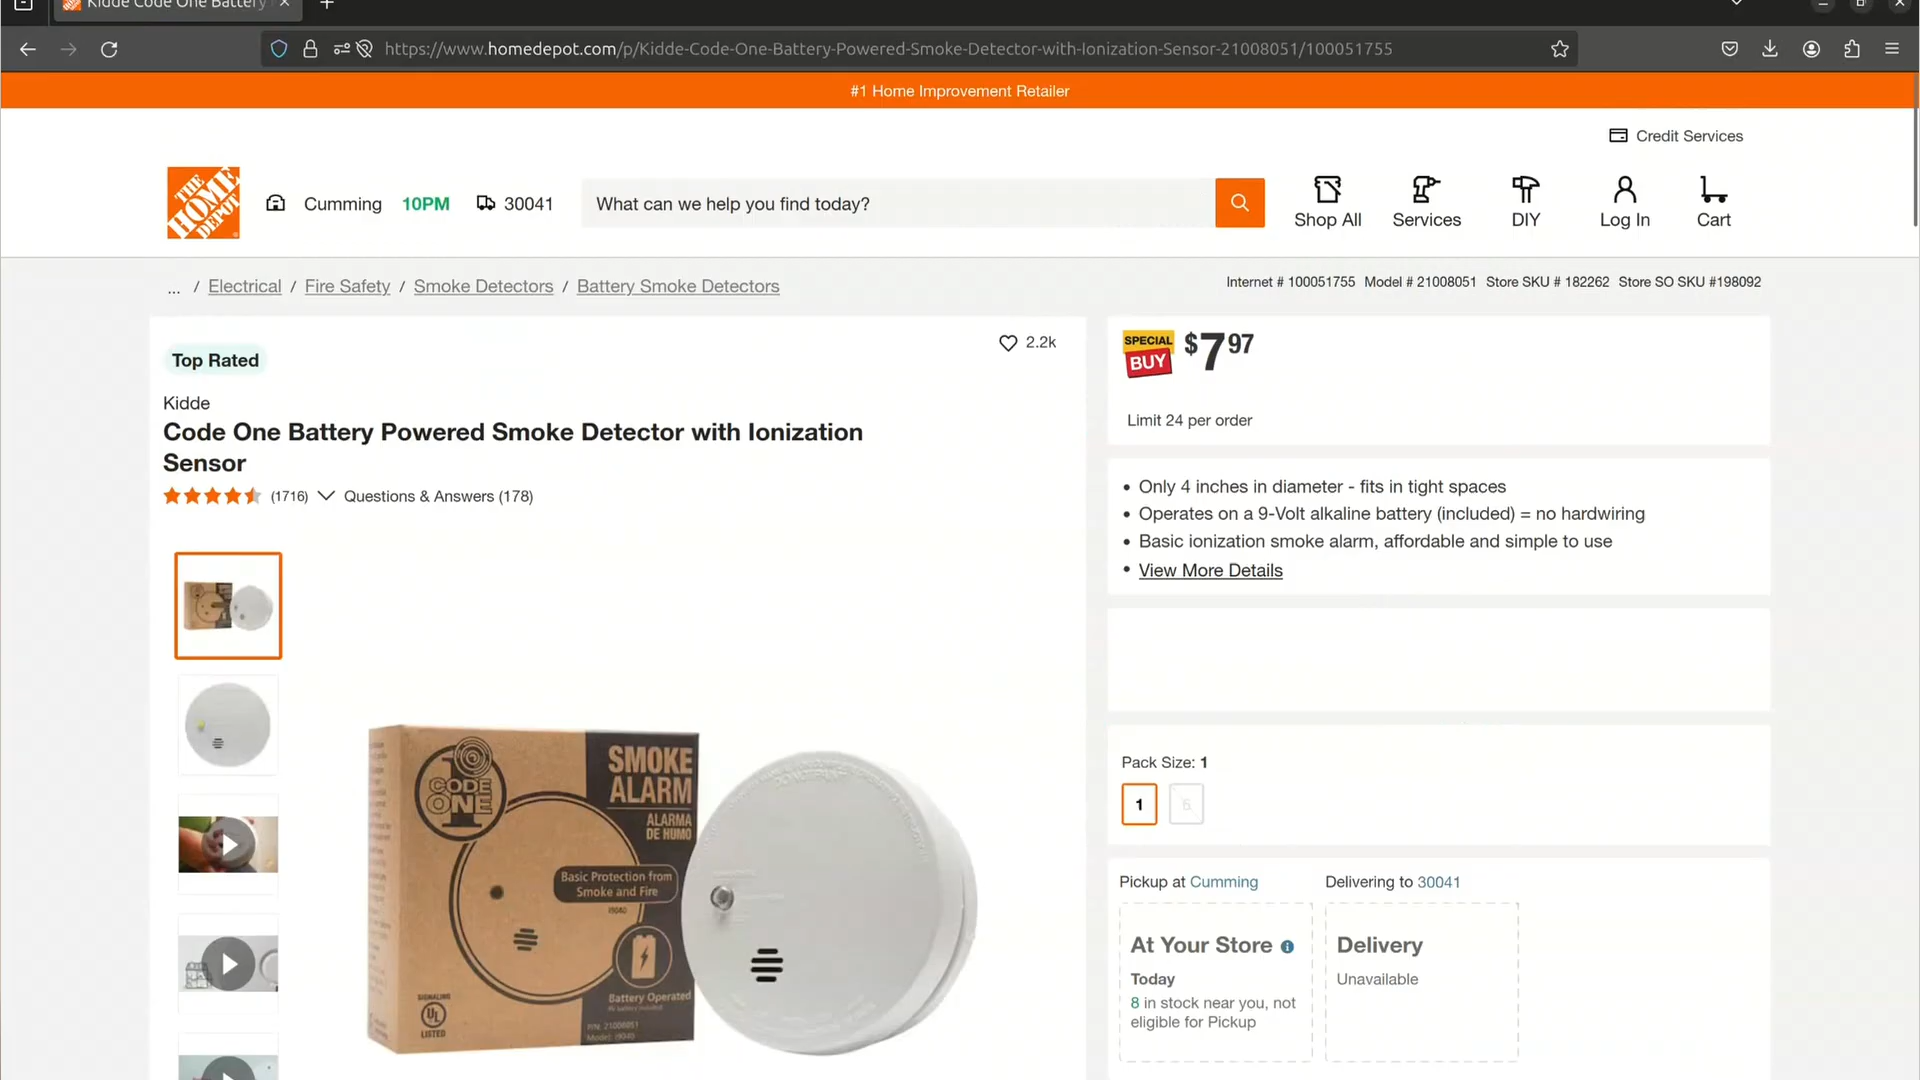 Kidde Code One Battery
https://www.homedepot.com/p/Kidde-Code-One-Battery-Powered-Smoke-Detector-with-Ionization-Sensor-21008051/100051755
#1 Home Improvement Retailer
Credit Services
THE HOME DEPOT
Cumming 10PM 30041
What can we help you find today?
Shop All
Services
DIY
Log In
Cart
... / Electrical / Fire Safety / Smoke Detectors / Battery Smoke Detectors
Internet # 100051755 Model # 21008051 Store SKU # 182262 Store SO SKU #198092
Top Rated
2.2k
Kidde
Code One Battery Powered Smoke Detector with Ionization
Sensor
(1716) Questions & Answers (178)
SPECIAL
BUY
$7 97
Limit 24 per order
• Only 4 inches in diameter - fits in tight spaces
• Operates on a 9-Volt alkaline battery (included) = no hardwiring
• Basic ionization smoke alarm, affordable and simple to use
• View More Details
Pack Size: 1
1
Pickup at Cumming
Delivering to 30041
At Your Store
Today
8 in stock near you, not
eligible for Pickup
Delivery
Unavailable
CODE
ONE
SMOKE
ALARM
ALARMA
DE HUMO
Basic Protection from
Smoke and Fire
i9040
Battery Operated
SIGNALING
UL
LISTED
P/N: 21008051